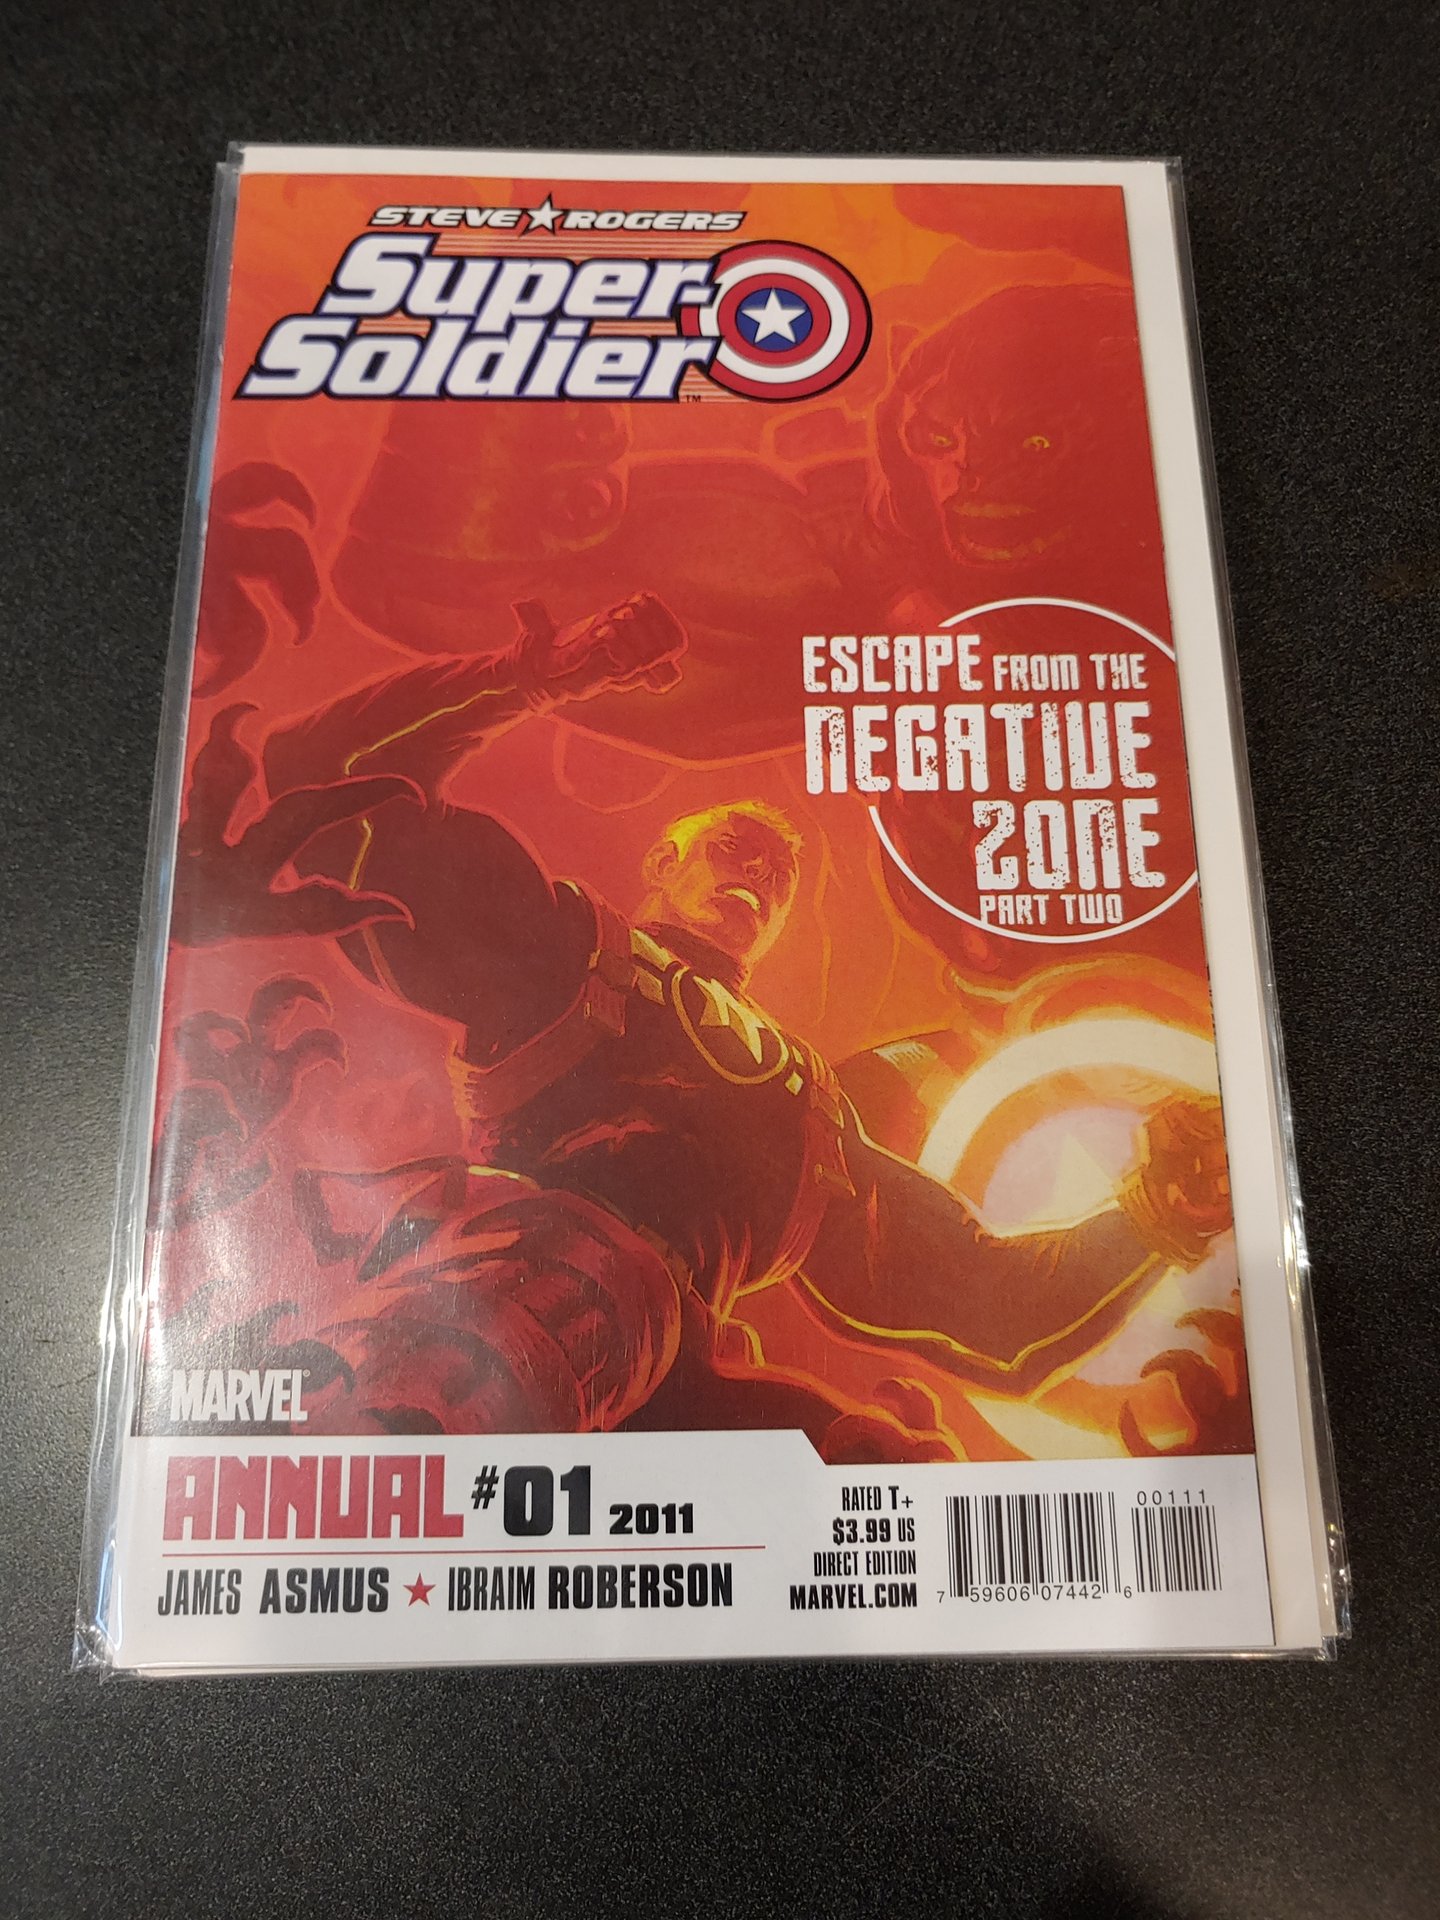 STEVE ROGERS
Super-
Soldier
TM
ESCAPE FROM THE
NEGATIVE
ZONE
PART TWO
MARVEL
ANNUAL #01 2011
JAMES ASMUS ★ IBRAIM ROBERSON
RATED T+
$3.99 US
DIRECT EDITION
MARVEL.COM
00111
7 59606 07442 6